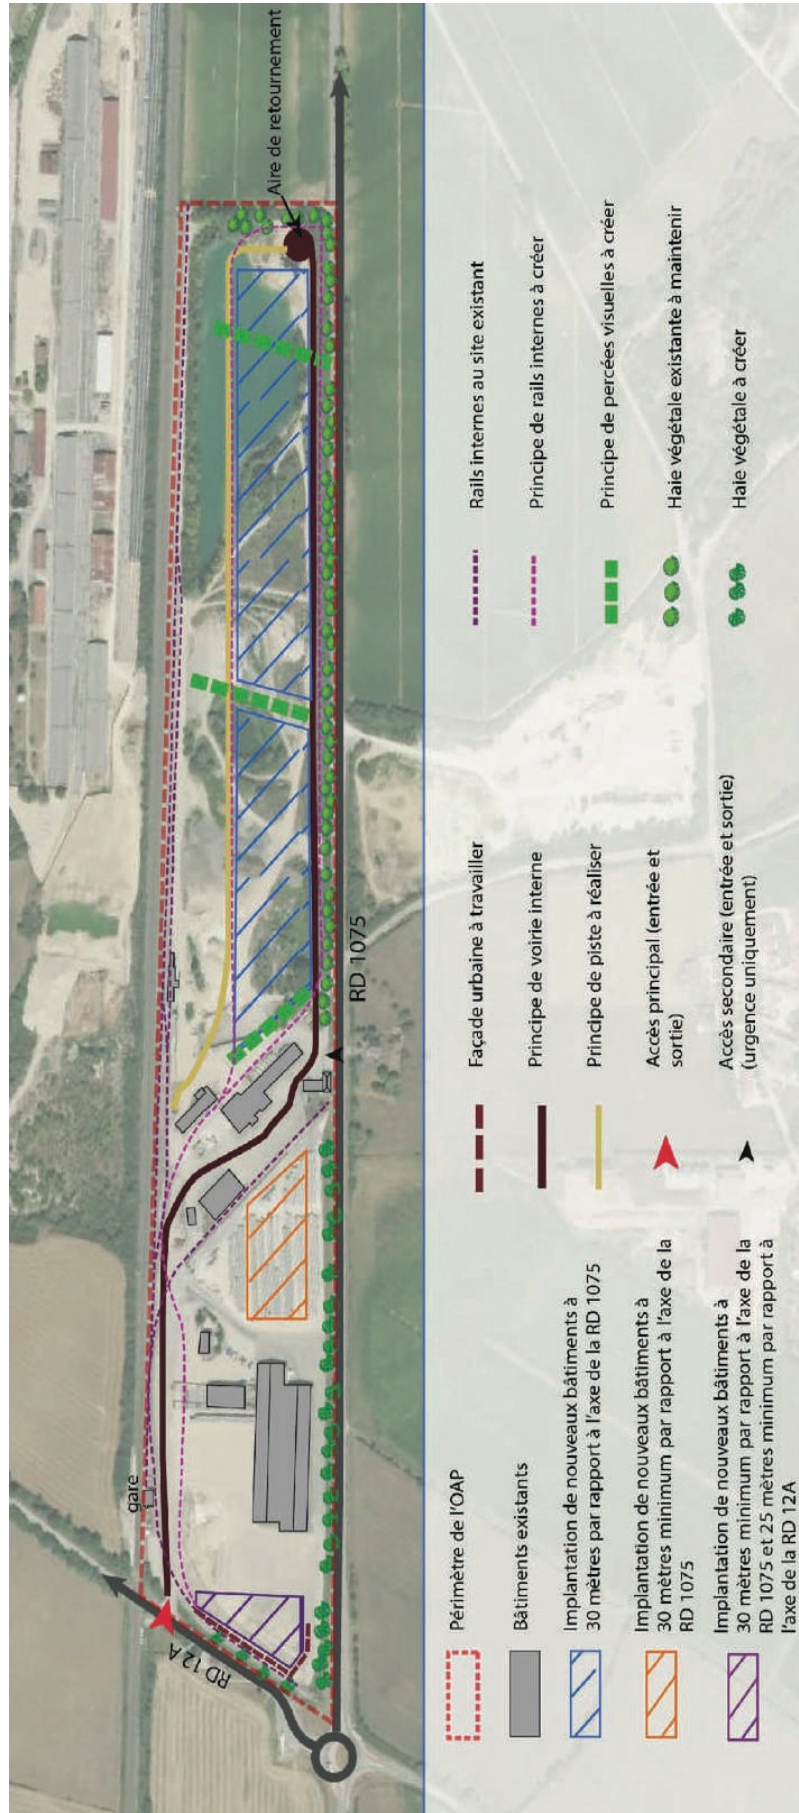 gare
RD 12 A
RD 1075
Aire de retournement
Périmètre de l'OAP
Bâtiments existants
Implantation de nouveaux bâtiments à
30 mètres par rapport à l'axe de la RD 1075
Implantation de nouveaux bâtiments à
30 mètres minimum par rapport à l'axe de la
RD 1075
Implantation de nouveaux bâtiments à
30 mètres minimum par rapport à l'axe de la
RD 1075 et 25 mètres minimum par rapport à
l'axe de la RD 12A
Façade urbaine à travailler
Principe de voirie interne
Principe de piste à réaliser
Accès principal (entrée et
sortie)
Accès secondaire (entrée et sortie)
(urgence uniquement)
Rails internes au site existant
Principe de rails internes à créer
Principe de percées visuelles à créer
Haie végétale existante à maintenir
Haie végétale à créer